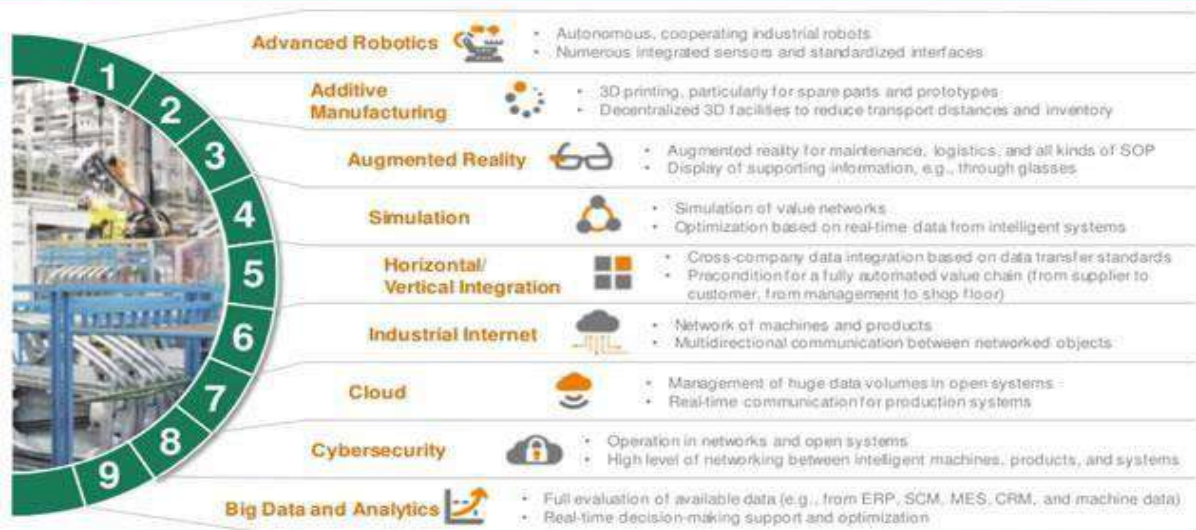 1
Advanced Robotics
• Autonomous, cooperating industrial robots
• Numerous integrated sensors and standardized interfaces
2
Additive
Manufacturing
• 3D printing, particularly for spare parts and prototypes
• Decentralized 3D facilities to reduce transport distances and inventory
3
Augmented Reality
• Augmented reality for maintenance, logistics, and all kinds of SOP
• Display of supporting information, e.g., through glasses
4
Simulation
• Simulation of value networks
• Optimization based on real-time data from intelligent systems
5
Horizontal/
Vertical Integration
• Cross-company data integration based on data transfer standards
• Precondition for a fully automated value chain (from supplier to
customer, from management to shop floor)
6
Industrial Internet
• Network of machines and products
• Multidirectional communication between networked objects
7
Cloud
• Management of huge data volumes in open systems
• Real-time communication for production systems
8
Cybersecurity
• Operation in networks and open systems
• High level of networking between intelligent machines, products, and systems
9
Big Data and Analytics
• Full evaluation of available data (e.g., from ERP, SCM, MES, CRM, and machine data)
• Real-time decision-making support and optimization